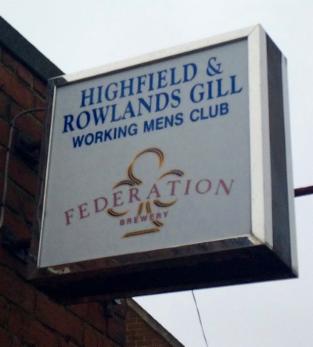 HIGHFIELD &
ROWLANDS GILL
WORKING MENS CLUB
FEDERATION
BREWERY